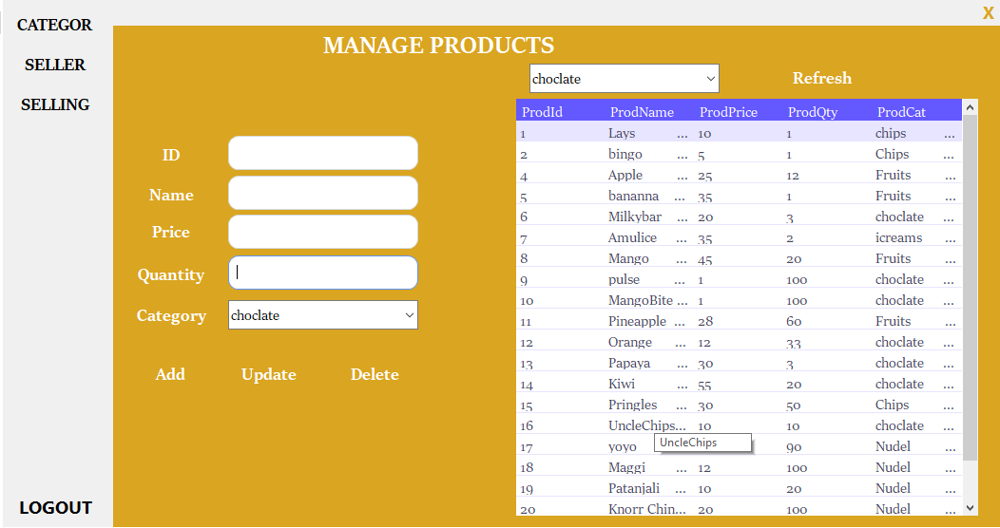 X
CATEGOR
SELLER
SELLING
LOGOUT
MANAGE PRODUCTS
choclate
Refresh
ID
Name
Price
Quantity
Category choclate
Add Update Delete
ProdId ProdName ProdPrice ProdQty ProdCat
1 Lays ... 10 1 chips ...
2 bingo ... 5 1 Chips ...
4 Apple ... 25 12 Fruits ...
5 bananna ... 35 1 Fruits ...
6 Milkybar ... 20 3 choclate ...
7 Amulice ... 35 2 icreams ...
8 Mango ... 45 20 Fruits ...
9 pulse ... 1 100 choclate ...
10 MangoBite ... 1 100 choclate ...
11 Pineapple ... 28 60 Fruits ...
12 Orange ... 12 33 choclate ...
13 Papaya ... 30 3 choclate ...
14 Kiwi ... 55 20 choclate ...
15 Pringles ... 30 50 Chips ...
16 UncleChips... 10 10 choclate ...
UncleChips
17 yoyo 90 Nudel ...
18 Maggi ... 12 100 Nudel ...
19 Patanjali ... 10 20 Nudel ...
20 Knorr Chin... 20 100 Nudel ...